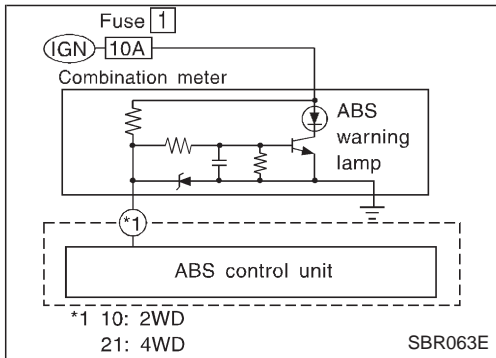 Fuse 1
IGN 10A
Combination meter
ABS
warning
lamp
*1
ABS control unit
*1 10: 2WD
21: 4WD
SBR063E